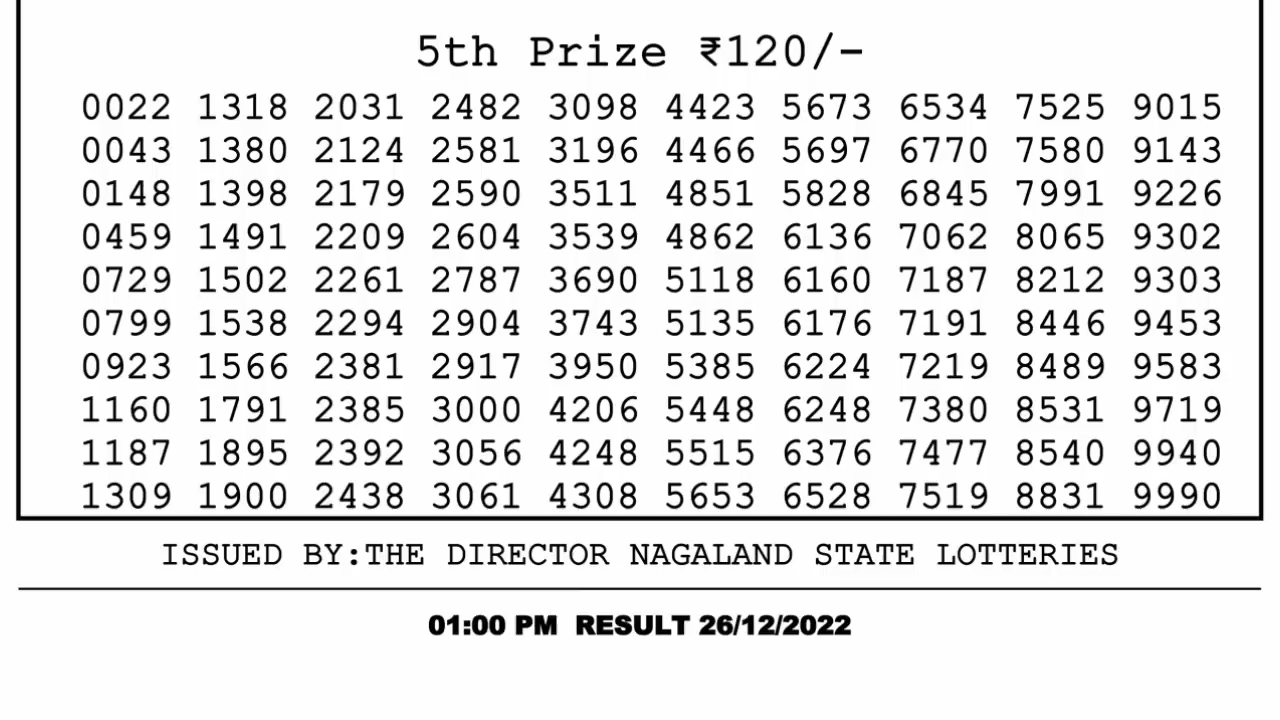 5th Prize ₹120/-
0022 1318 2031 2482 3098 4423 5673 6534 7525 9015
0043 1380 2124 2581 3196 4466 5697 6770 7580 9143
0148 1398 2179 2590 3511 4851 5828 6845 7991 9226
0459 1491 2209 2604 3539 4862 6136 7062 8065 9302
0729 1502 2261 2787 3690 5118 6160 7187 8212 9303
0799 1538 2294 2904 3743 5135 6176 7191 8446 9453
0923 1566 2381 2917 3950 5385 6224 7219 8489 9583
1160 1791 2385 3000 4206 5448 6248 7380 8531 9719
1187 1895 2392 3056 4248 5515 6376 7477 8540 9940
1309 1900 2438 3061 4308 5653 6528 7519 8831 9990
ISSUED BY:THE DIRECTOR NAGALAND STATE LOTTERIES
01:00 PM RESULT 26/12/2022